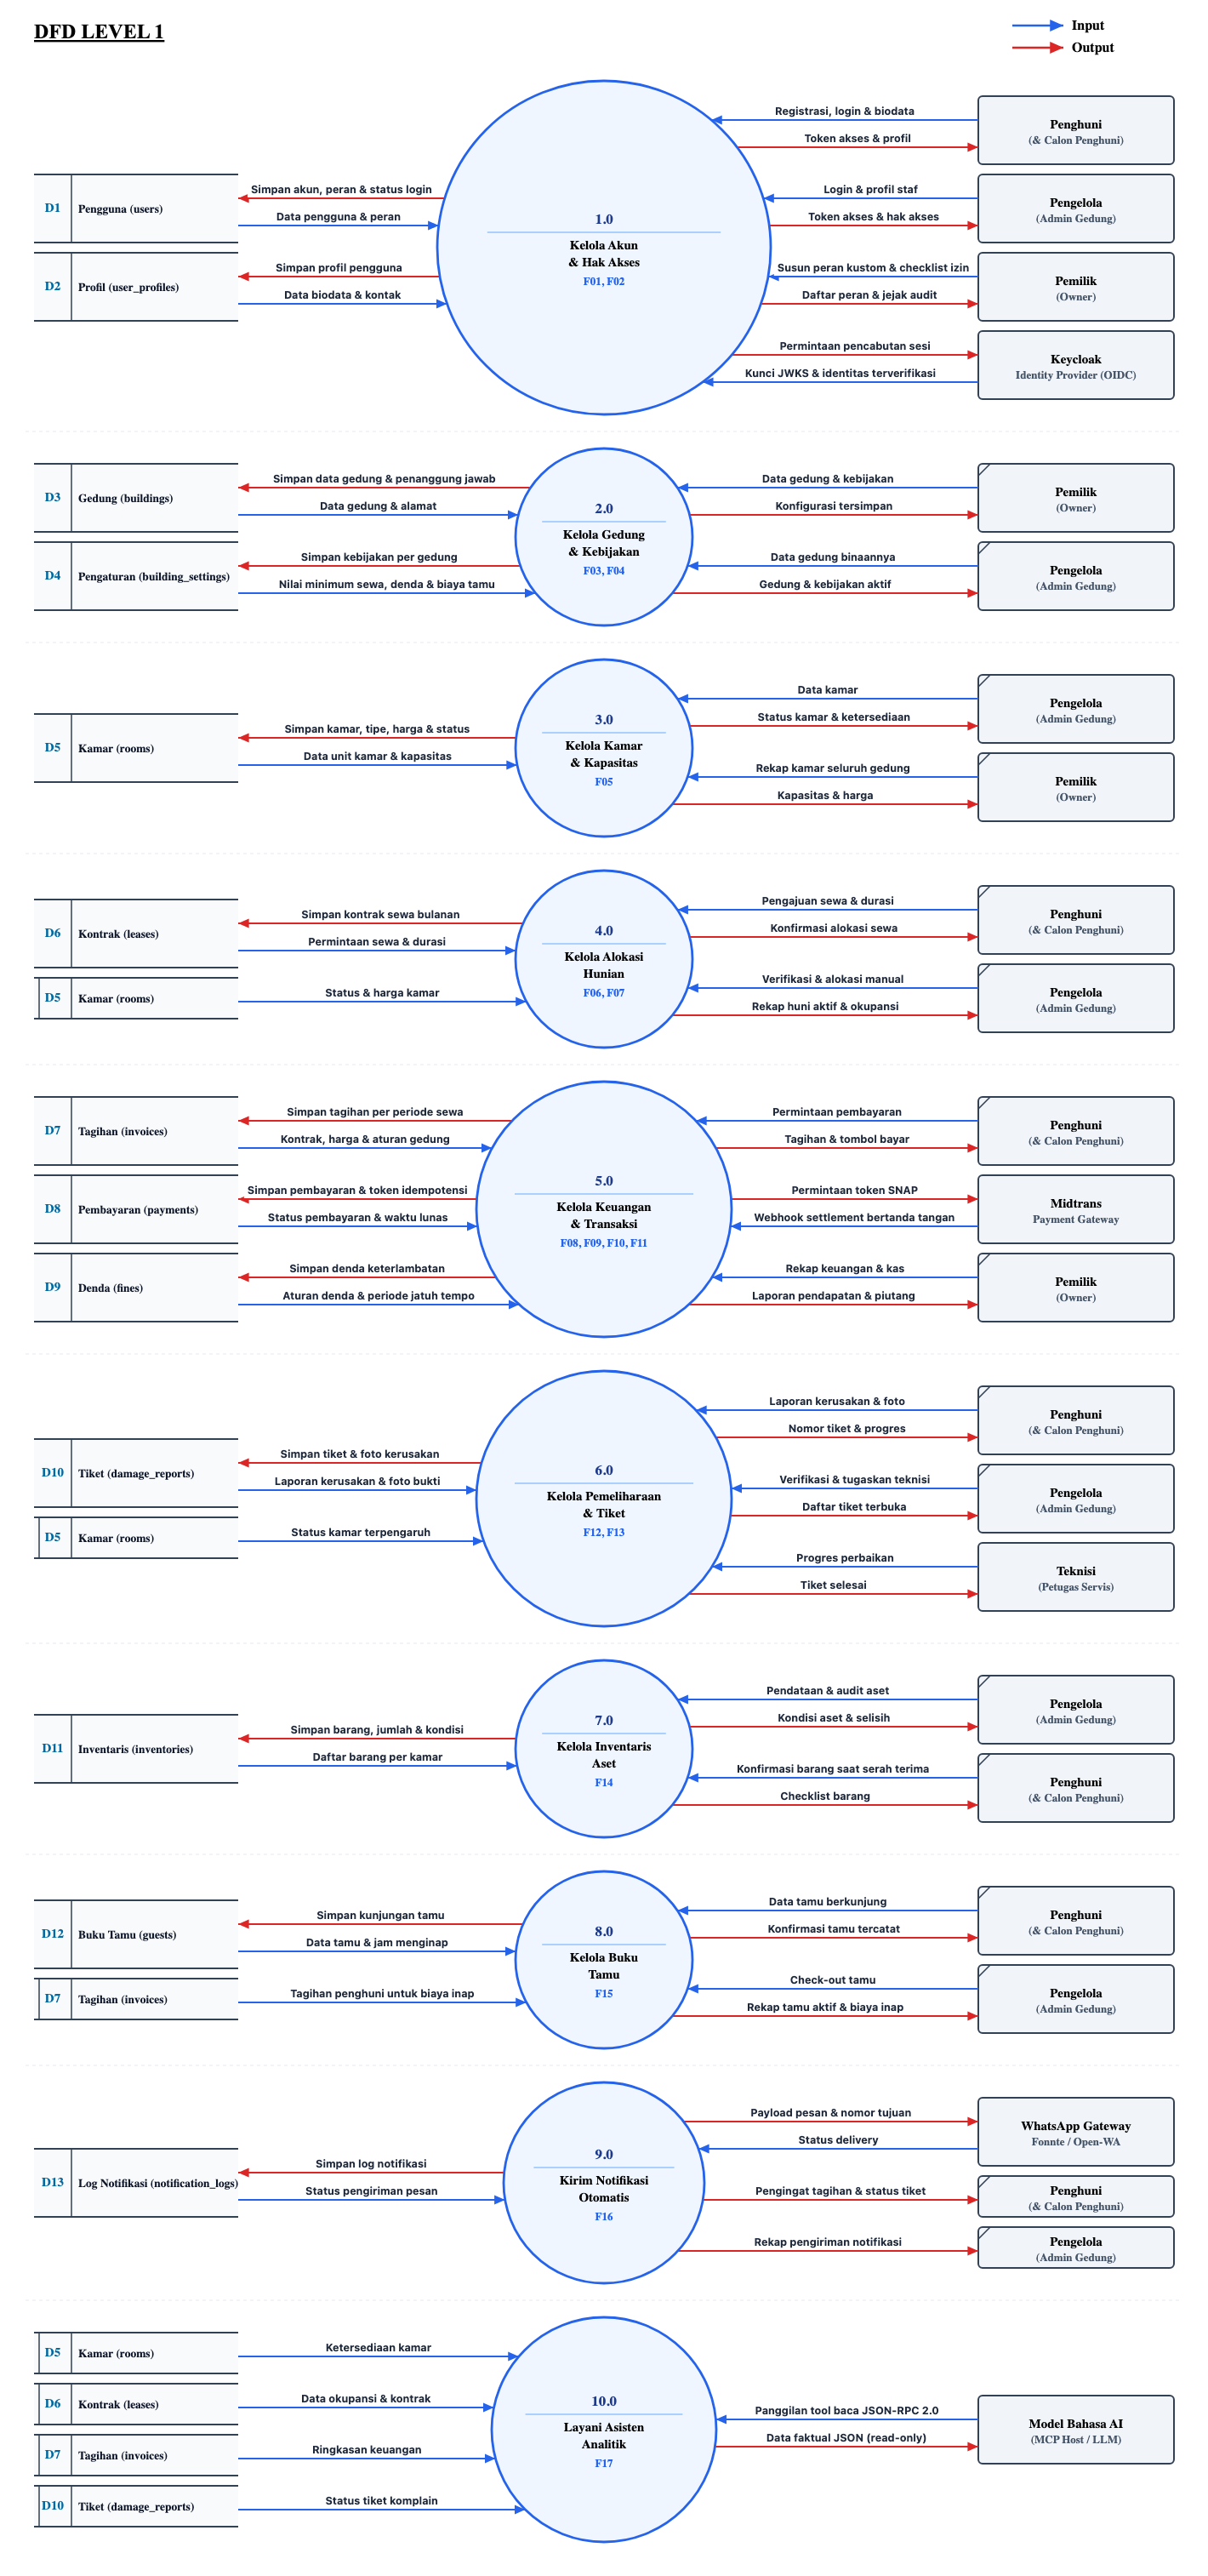 DFD LEVEL 1
Input
Output
Registrasi, login & biodata
Token akses & profil
Penghuni
(& Calon Penghuni)
D1
Pengguna (users)
Simpan akun, peran & status login
Data pengguna & peran
Login & profil staf
Token akses & hak akses
Pengelola
(Admin Gedung)
1.0
Kelola Akun
& Hak Akses
F01, F02
D2
Profil (user_profiles)
Simpan profil pengguna
Data biodata & kontak
Susun peran kustom & checklist izin
Daftar peran & jejak audit
Pemilik
(Owner)
Permintaan pencabutan sesi
Kunci JWKS & identitas terverifikasi
Keycloak
Identity Provider (OIDC)
D3
Gedung (buildings)
Simpan data gedung & penanggung jawab
Data gedung & alamat
2.0
Kelola Gedung
& Kebijakan
F03, F04
Data gedung & kebijakan
Konfigurasi tersimpan
Pemilik
(Owner)
D4
Pengaturan (building_settings)
Simpan kebijakan per gedung
Nilai minimum sewa, denda & biaya tamu
Data gedung binaannya
Gedung & kebijakan aktif
Pengelola
(Admin Gedung)
D5
Kamar (rooms)
Simpan kamar, tipe, harga & status
Data unit kamar & kapasitas
3.0
Kelola Kamar
& Kapasitas
F05
Data kamar
Status kamar & ketersediaan
Pengelola
(Admin Gedung)
Rekap kamar seluruh gedung
Kapasitas & harga
Pemilik
(Owner)
D6
Kontrak (leases)
Simpan kontrak sewa bulanan
Permintaan sewa & durasi
4.0
Kelola Alokasi
Hunian
F06, F07
Pengajuan sewa & durasi
Konfirmasi alokasi sewa
Penghuni
(& Calon Penghuni)
D5
Kamar (rooms)
Status & harga kamar
Verifikasi & alokasi manual
Rekap huni aktif & okupansi
Pengelola
(Admin Gedung)
D7
Tagihan (invoices)
Simpan tagihan per periode sewa
Kontrak, harga & aturan gedung
Permintaan pembayaran
Tagihan & tombol bayar
Penghuni
(& Calon Penghuni)
D8
Pembayaran (payments)
Simpan pembayaran & token idempotensi
Status pembayaran & waktu lunas
5.0
Kelola Keuangan
& Transaksi
F08, F09, F10, F11
Permintaan token SNAP
Webhook settlement bertanda tangan
Midtrans
Payment Gateway
D9
Denda (fines)
Simpan denda keterlambatan
Aturan denda & periode jatuh tempo
Rekap keuangan & kas
Laporan pendapatan & piutang
Pemilik
(Owner)
Laporan kerusakan & foto
Nomor tiket & progres
Penghuni
(& Calon Penghuni)
D10
Tiket (damage_reports)
Simpan tiket & foto kerusakan
Laporan kerusakan & foto bukti
6.0
Kelola Pemeliharaan
& Tiket
F12, F13
Verifikasi & tugaskan teknisi
Daftar tiket terbuka
Pengelola
(Admin Gedung)
D5
Kamar (rooms)
Status kamar terpengaruh
Progres perbaikan
Tiket selesai
Teknisi
(Petugas Servis)
D11
Inventaris (inventories)
Simpan barang, jumlah & kondisi
Daftar barang per kamar
7.0
Kelola Inventaris
Aset
F14
Pendataan & audit aset
Kondisi aset & selisih
Pengelola
(Admin Gedung)
Konfirmasi barang saat serah terima
Checklist barang
Penghuni
(& Calon Penghuni)
D12
Buku Tamu (guests)
Simpan kunjungan tamu
Data tamu & jam menginap
8.0
Kelola Buku
Tamu
F15
Data tamu berkunjung
Konfirmasi tamu tercatat
Penghuni
(& Calon Penghuni)
D7
Tagihan (invoices)
Tagihan penghuni untuk biaya inap
Check-out tamu
Rekap tamu aktif & biaya inap
Pengelola
(Admin Gedung)
D13
Log Notifikasi (notification_logs)
Simpan log notifikasi
Status pengiriman pesan
9.0
Kirim Notifikasi
Otomatis
F16
Payload pesan & nomor tujuan
Status delivery
WhatsApp Gateway
Fonnte / Open-WA
Pengingat tagihan & status tiket
Penghuni
(& Calon Penghuni)
Rekap pengiriman notifikasi
Pengelola
(Admin Gedung)
D5
Kamar (rooms)
Ketersediaan kamar
D6
Kontrak (leases)
Data okupansi & kontrak
D7
Tagihan (invoices)
Ringkasan keuangan
D10
Tiket (damage_reports)
Status tiket komplain
10.0
Layani Asisten
Analitik
F17
Panggilan tool baca JSON-RPC 2.0
Data faktual JSON (read-only)
Model Bahasa AI
(MCP Host / LLM)